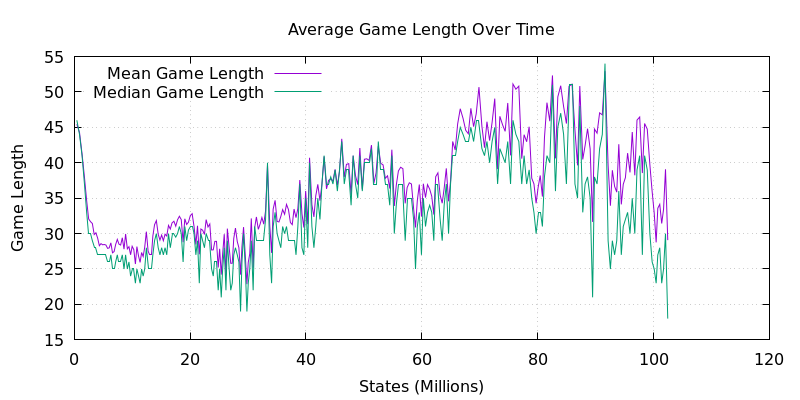 Average Game Length Over Time
Mean Game Length
Median Game Length
Game Length
55
50
45
40
35
30
25
20
15
0 20 40 60 80 100 120
States (Millions)